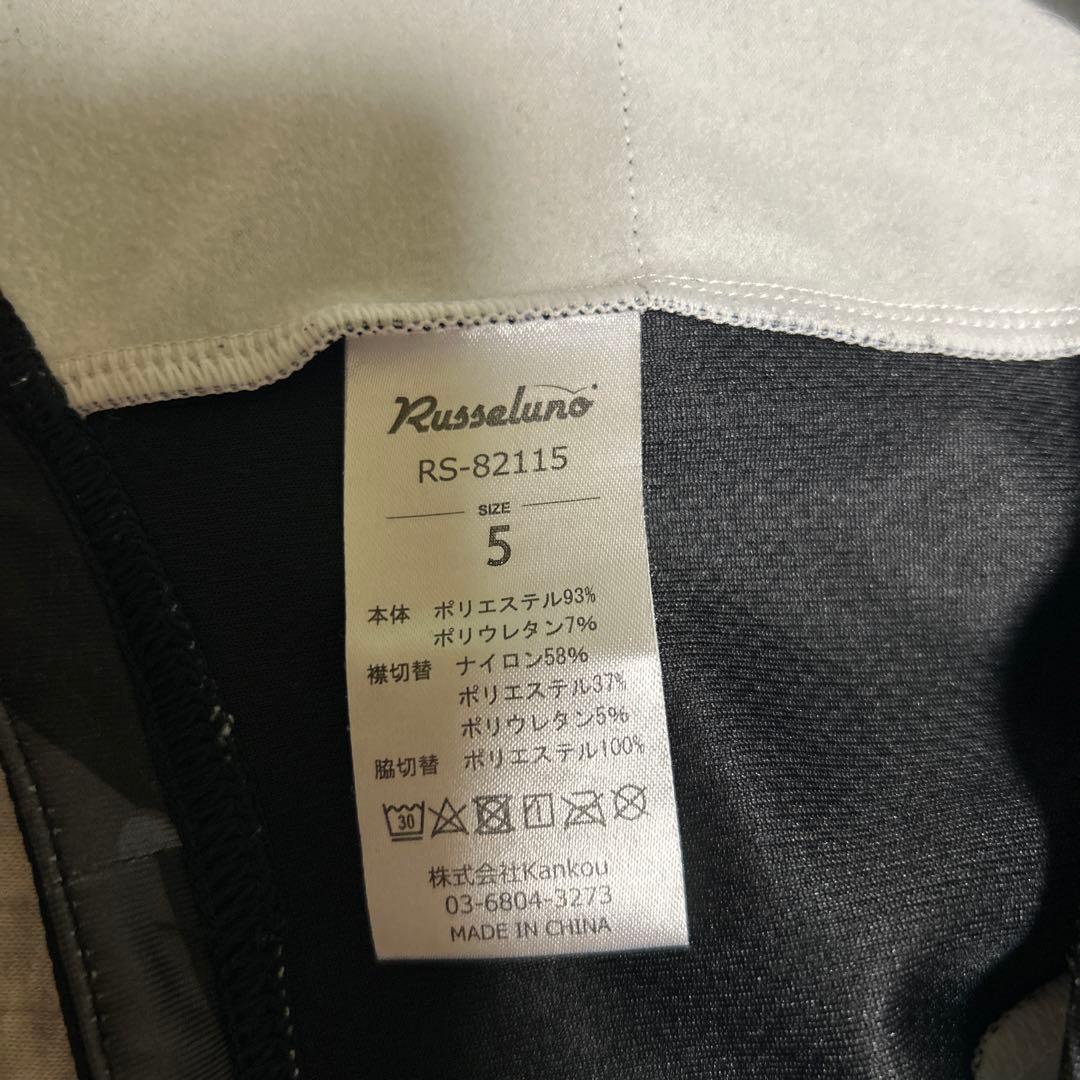 Russeluno
RS-82115
SIZE
5
本体 ポリエステル93%
ポリウレタン7%
襟切替 ナイロン58%
ポリエステル37%
ポリウレタン5%
脇切替 ポリエステル100%
30
株式会社Kankou
03-6804-3273
MADE IN CHINA